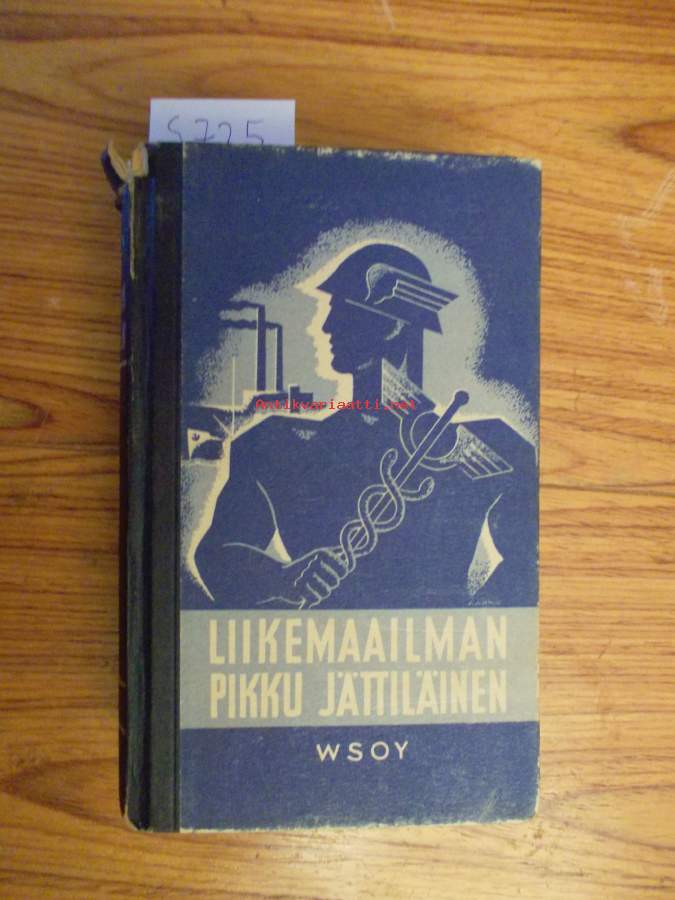 S725
Antikvariaatti.net
LIIKEMAAILMAN
PIKKU JÄTTILÄINEN
WSOY